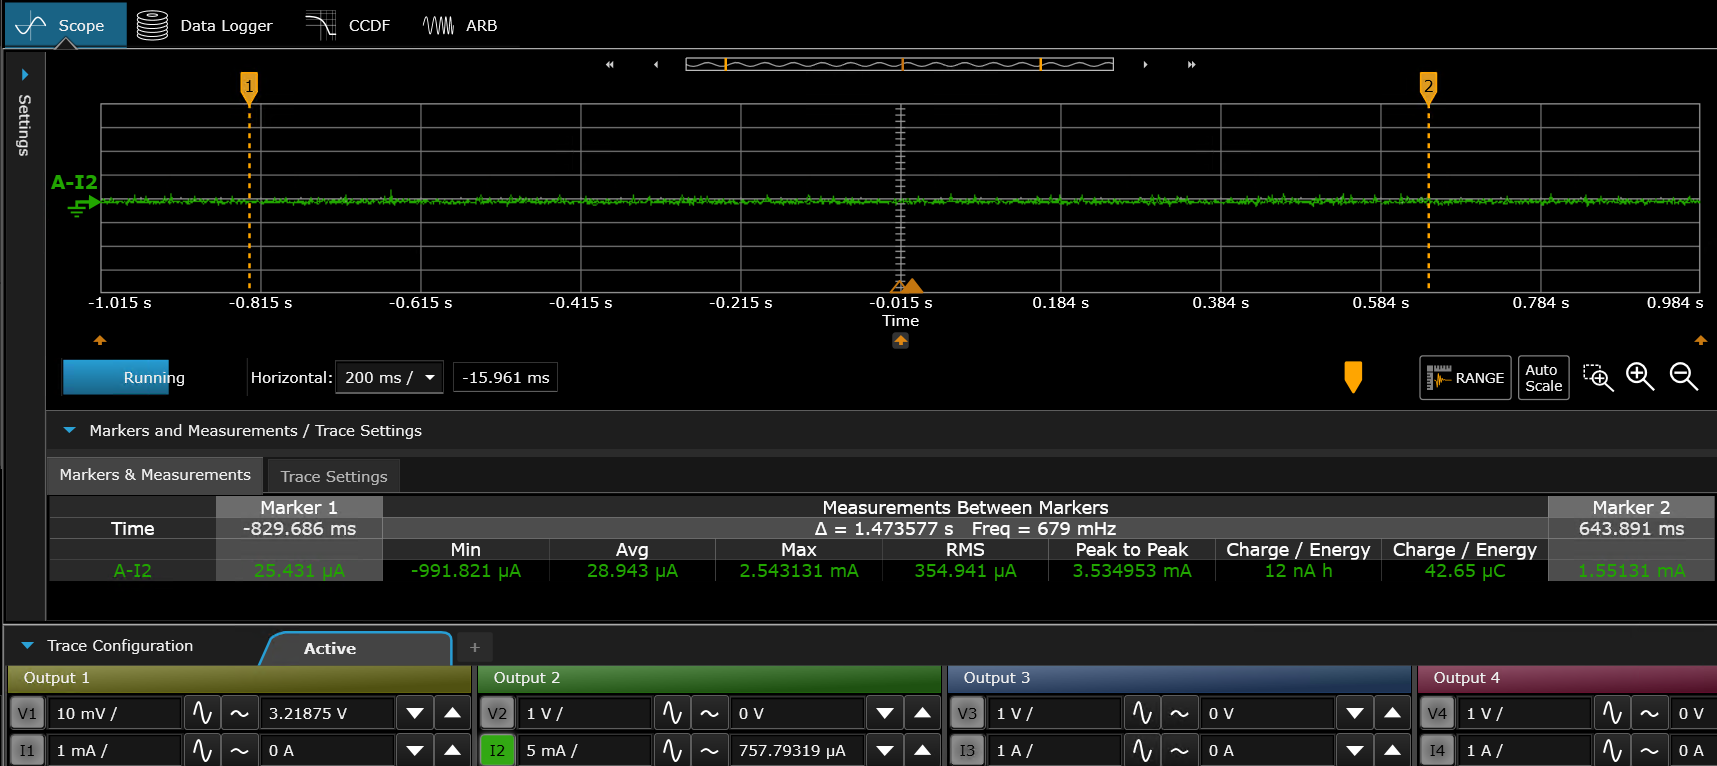 Scope Data Logger CCDF ARB
Settings
1 2
A-I2
-1.015 s -0.815 s -0.615 s -0.415 s -0.215 s -0.015 s 0.184 s 0.384 s 0.584 s 0.784 s 0.984 s
Time
Running Horizontal: 200 ms / -15.961 ms RANGE Auto Scale
Markers and Measurements / Trace Settings
Markers & Measurements Trace Settings
Marker 1 Measurements Between Markers Marker 2
Time -829.686 ms Δ = 1.473577 s Freq = 679 mHz 643.891 ms
Min Avg Max RMS Peak to Peak Charge / Energy Charge / Energy
A-I2 25.431 µA -991.821 µA 28.943 µA 2.543131 mA 354.941 µA 3.534953 mA 12 nA h 42.65 µC 1.55131 mA
Trace Configuration Active +
Output 1 Output 2 Output 3 Output 4
V1 10 mV / 3.21875 V V2 1 V / 0 V V3 1 V / 0 V V4 1 V / 0 V
I1 1 mA / 0 A I2 5 mA / 757.79319 µA I3 1 A / 0 A I4 1 A / 0 A